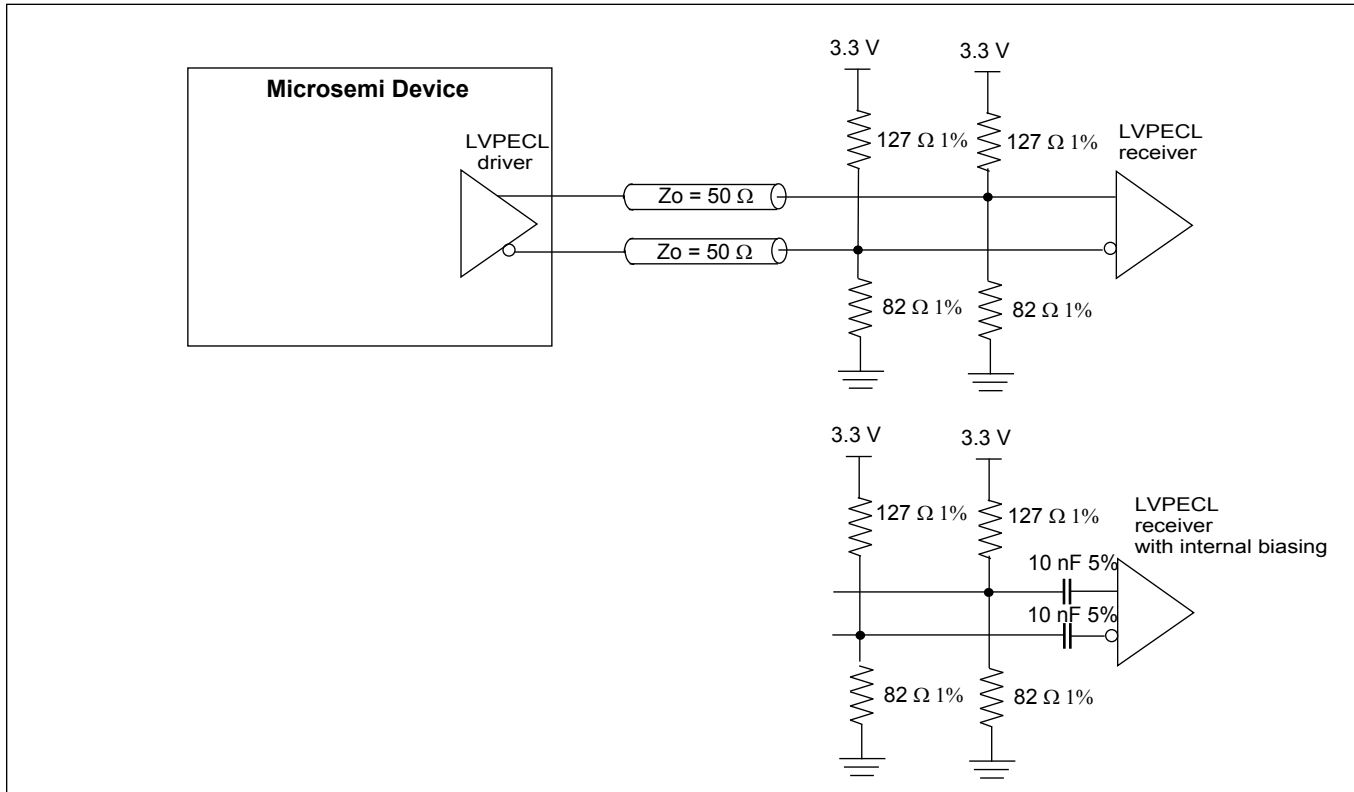 3.3 V
3.3 V
Microsemi Device
LVPECL
driver
127 Ω 1%
127 Ω 1%
LVPECL
receiver
Zo = 50 Ω
Zo = 50 Ω
82 Ω 1%
82 Ω 1%
3.3 V
3.3 V
127 Ω 1%
127 Ω 1%
LVPECL
receiver
with internal biasing
10 nF 5%
10 nF 5%
82 Ω 1%
82 Ω 1%